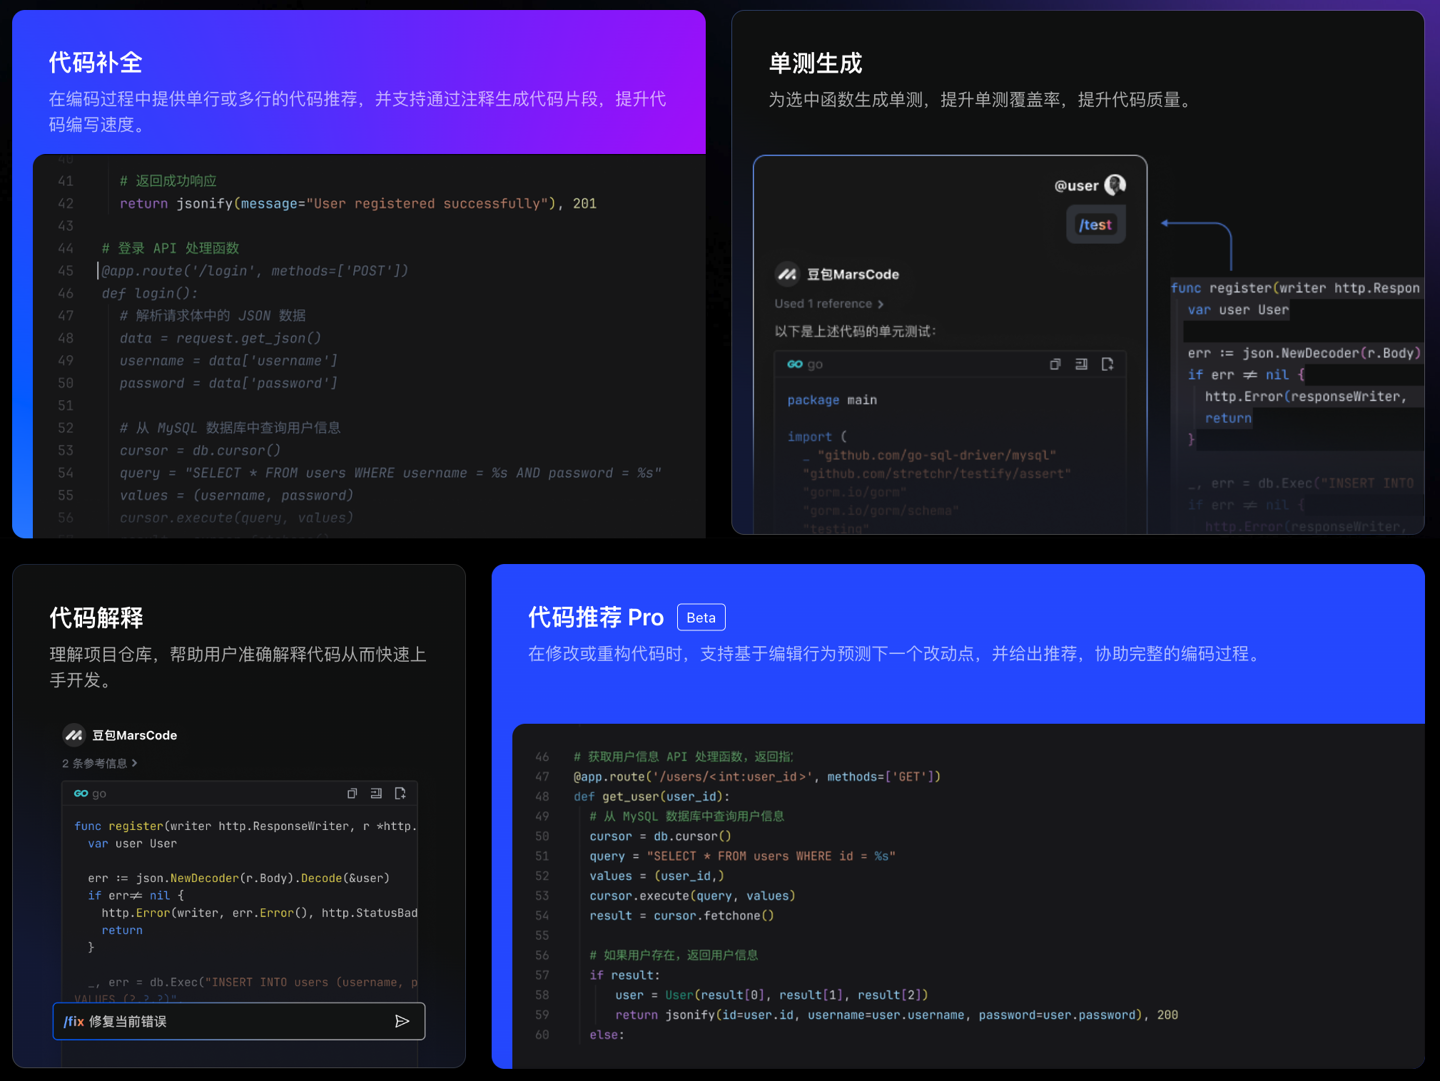 代码补全
在编码过程中提供单行或多行的代码推荐，并支持通过注释生成代码片段，提升代
码编写速度。
40
41 # 返回成功响应
42 return jsonify(message="User registered successfully"), 201
43
44 # 登录 API 处理函数
45 @app.route('/login', methods=['POST'])
46 def login():
47 # 解析请求体中的 JSON 数据
48 data = request.get_json()
49 username = data['username']
50 password = data['password']
51
52 # 从 MySQL 数据库中查询用户信息
53 cursor = db.cursor()
54 query = "SELECT * FROM users WHERE username = %s AND password = %s"
55 values = (username, password)
56 cursor.execute(query, values)
单测生成
为选中函数生成单测，提升单测覆盖率，提升代码质量。
@user
/test
豆包MarsCode
Used 1 reference >
以下是上述代码的单元测试：
GO go
package main
import (
_ "github.com/go-sql-driver/mysql"
"github.com/stretchr/testify/assert"
"gorm.io/gorm"
"gorm.io/gorm/schema"
"testing"
func register(writer http.Respon
var user User
err := json.NewDecoder(r.Body)
if err ≠ nil {
http.Error(responseWriter,
return
}
_, err = db.Exec("INSERT INTO
if err ≠ nil {
http.Error(responseWriter,
代码解释
理解项目仓库，帮助用户准确解释代码从而快速上
手开发。
豆包MarsCode
2 条参考信息 >
GO go
func register(writer http.ResponseWriter, r *http.
var user User
err := json.NewDecoder(r.Body).Decode(&user)
if err≠ nil {
http.Error(writer, err.Error(), http.StatusBad
return
}
_, err = db.Exec("INSERT INTO users (username, p
VALUES (?,?,?)"
/fix 修复当前错误
代码推荐 Pro Beta
在修改或重构代码时，支持基于编辑行为预测下一个改动点，并给出推荐，协助完整的编码过程。
46 # 获取用户信息 API 处理函数，返回指
47 @app.route('/users/<int:user_id>', methods=['GET'])
48 def get_user(user_id):
49 # 从 MySQL 数据库中查询用户信息
50 cursor = db.cursor()
51 query = "SELECT * FROM users WHERE id = %s"
52 values = (user_id,)
53 cursor.execute(query, values)
54 result = cursor.fetchone()
55
56 # 如果用户存在，返回用户信息
57 if result:
58 user = User(result[0], result[1], result[2])
59 return jsonify(id=user.id, username=user.username, password=user.password), 200
60 else: